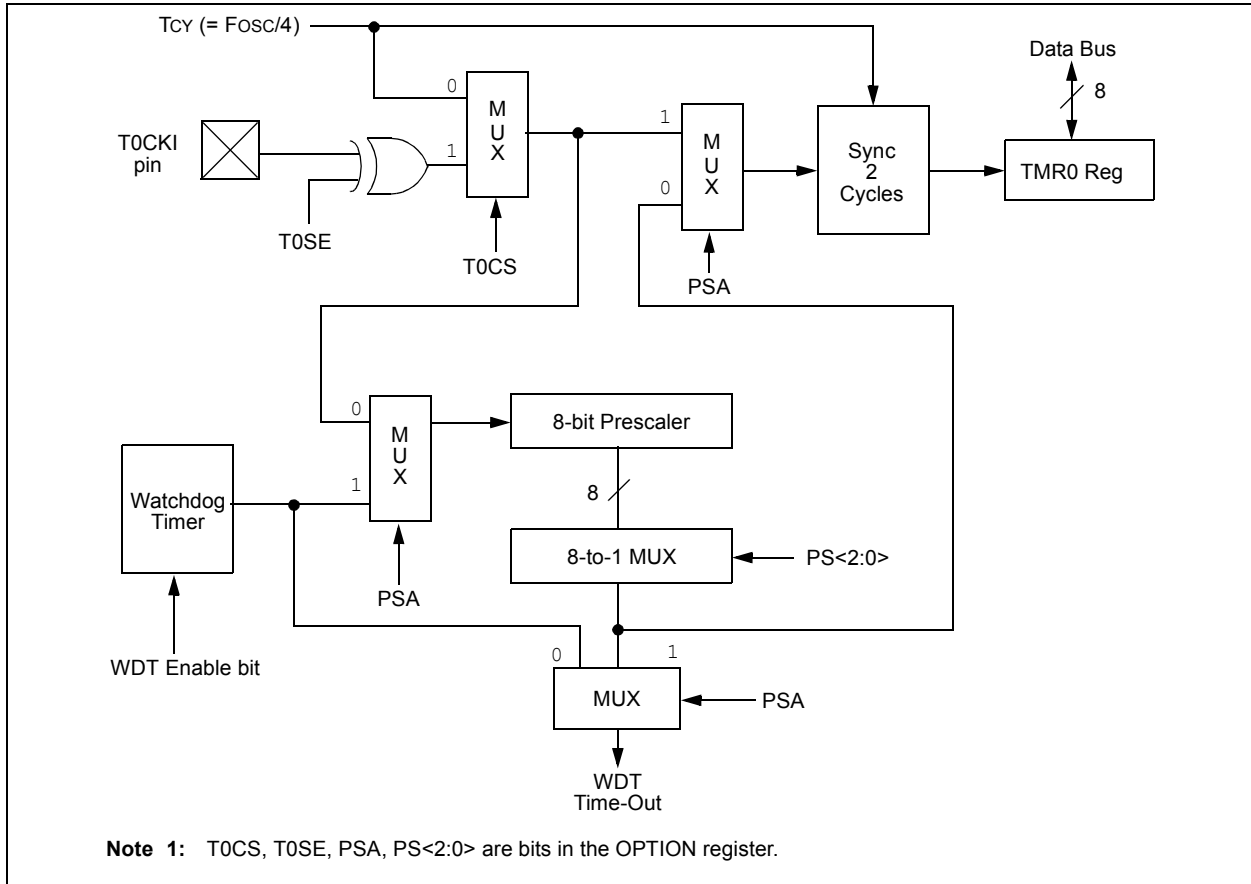 TCY (= FOSC/4)
Data Bus
8
0
M
U
X
1
T0CKI
pin
T0SE
T0CS
1
M
U
X
0
PSA
Sync
2
Cycles
TMR0 Reg
0
M
U
X
1
8-bit Prescaler
8
Watchdog
Timer
8-to-1 MUX
PS<2:0>
PSA
WDT Enable bit
0
1
MUX
PSA
WDT
Time-Out
Note 1: T0CS, T0SE, PSA, PS<2:0> are bits in the OPTION register.